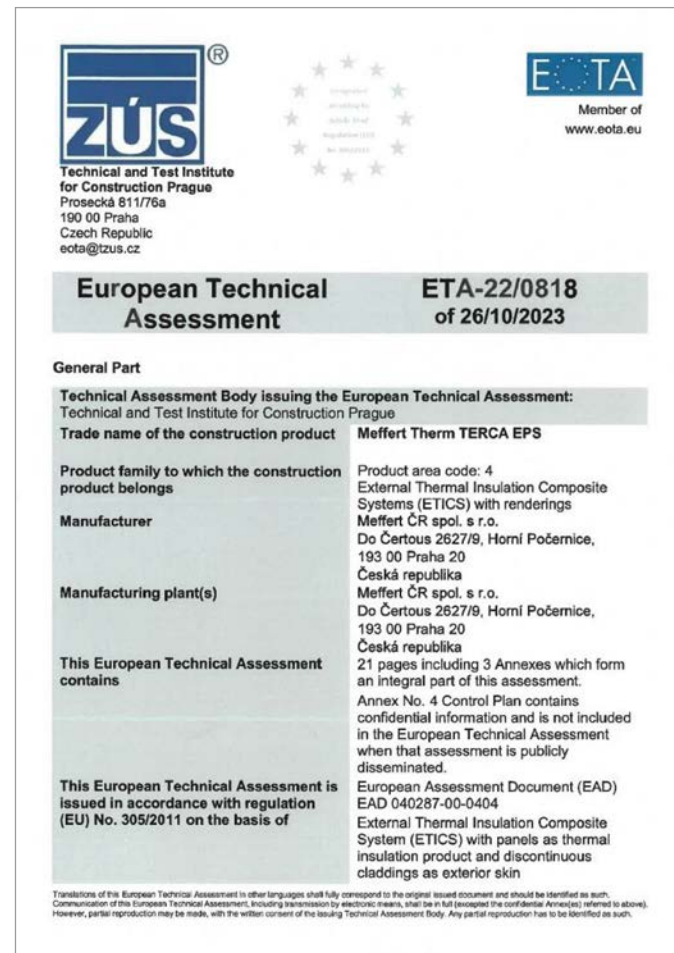 ®
ZÚS
Technical and Test Institute
for Construction Prague
Prosecká 811/76a
190 00 Praha
Czech Republic
eota@tzus.cz
Designated
according to
Article 29 of
Regulation (EU)
No. 305/2011
EOTA
Member of
www.eota.eu
European Technical
Assessment
ETA-22/0818
of 26/10/2023
General Part
Technical Assessment Body issuing the European Technical Assessment:
Technical and Test Institute for Construction Prague
Trade name of the construction product
Meffert Therm TERCA EPS
Product family to which the construction
product belongs
Product area code: 4
External Thermal Insulation Composite
Systems (ETICS) with renderings
Manufacturer
Meffert ČR spol. s r.o.
Do Čertous 2627/9, Horní Počernice,
193 00 Praha 20
Česká republika
Manufacturing plant(s)
Meffert ČR spol. s r.o.
Do Čertous 2627/9, Horní Počernice,
193 00 Praha 20
Česká republika
This European Technical Assessment
contains
21 pages including 3 Annexes which form
an integral part of this assessment.
Annex No. 4 Control Plan contains
confidential information and is not included
in the European Technical Assessment
when that assessment is publicly
disseminated.
This European Technical Assessment is
issued in accordance with regulation
(EU) No. 305/2011 on the basis of
European Assessment Document (EAD)
EAD 040287-00-0404
External Thermal Insulation Composite
System (ETICS) with panels as thermal
insulation product and discontinuous
claddings as exterior skin
Translations of this European Technical Assessment in other languages shall fully correspond to the original issued document and should be identified as such.
Communication of this European Technical Assessment, including transmission by electronic means, shall be in full (excepted the confidential Annex(es) referred to above).
However, partial reproduction may be made, with the written consent of the issuing Technical Assessment Body. Any partial reproduction has to be identified as such.